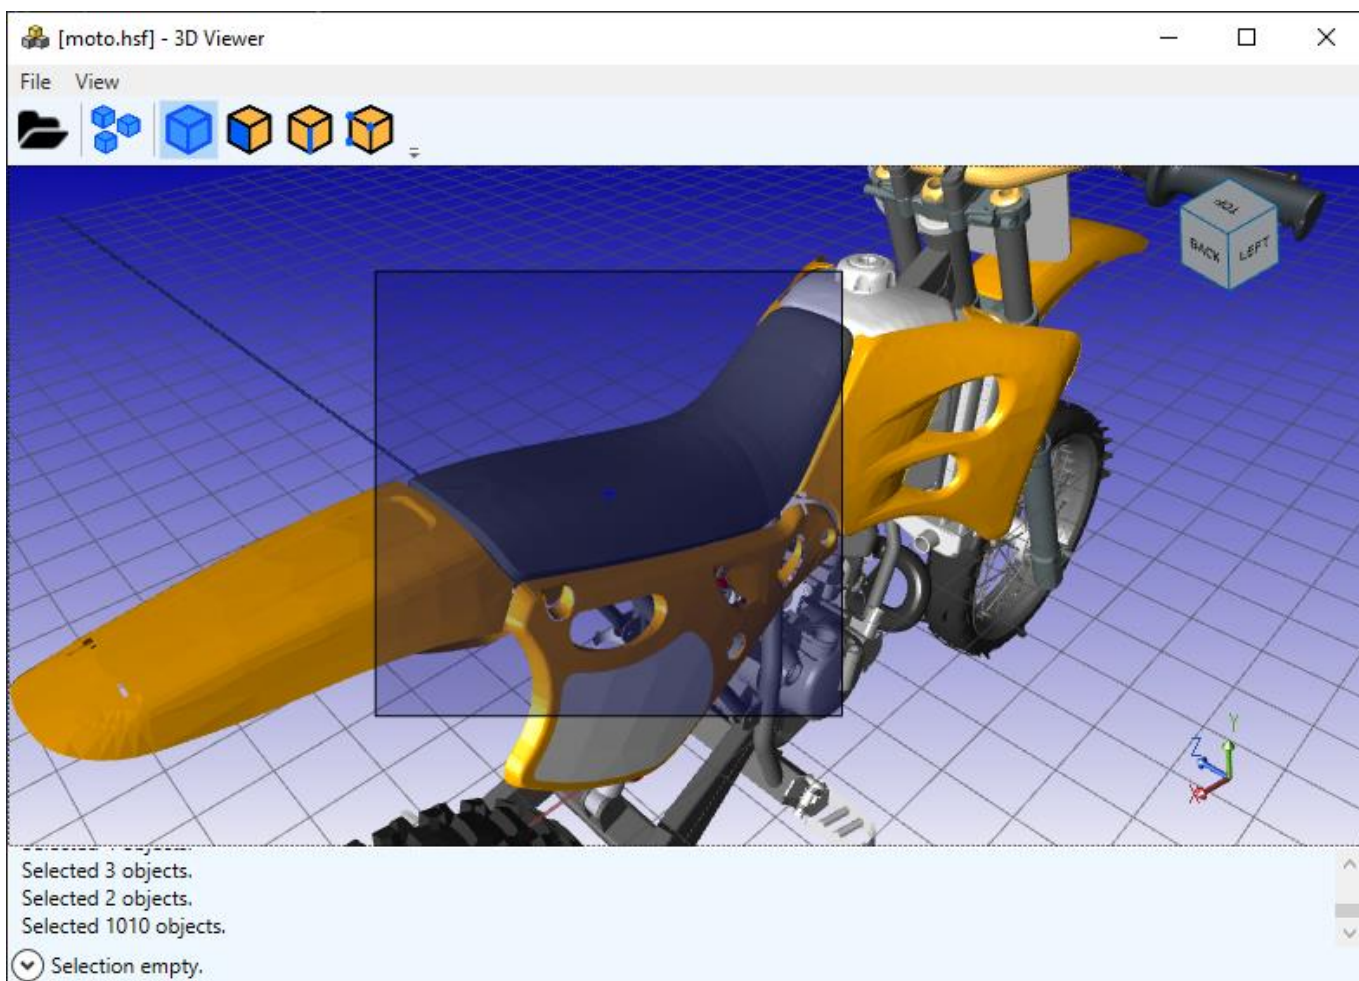 [moto.hsf] - 3D Viewer
File View
TOP
BACK LEFT
Y
Z
X
Selected 3 objects.
Selected 2 objects.
Selected 1010 objects.
Selection empty.